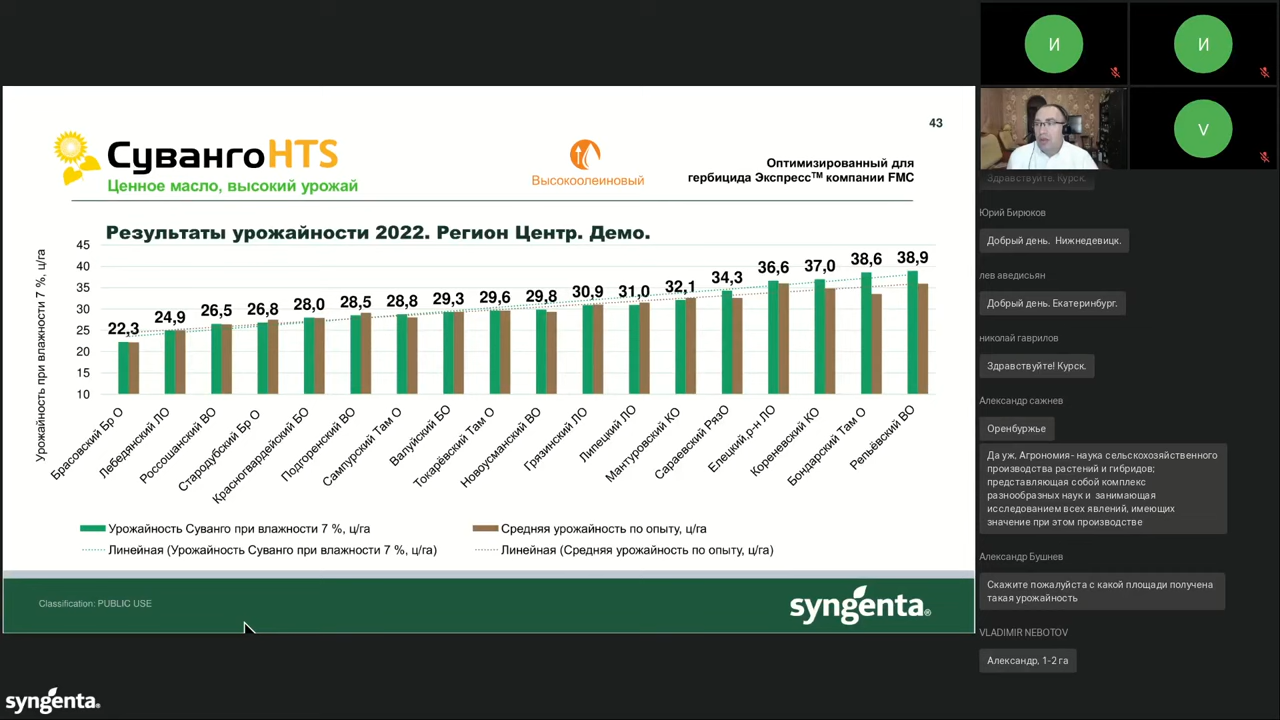 43
СувангоHTS
Ценное масло, высокий урожай
Высокоолеиновый
Оптимизированный для
гербицида Экспресс™ компании FMC
Результаты урожайности 2022. Регион Центр. Демо.
Урожайность при влажности 7 %, ц/га
45
40
35
30
25
20
15
10
22,3
24,9
26,5
26,8
28,0
28,5
28,8
29,3
29,6
29,8
30,9
31,0
32,1
34,3
36,6
37,0
38,6
38,9
Брасовский Бр О
Лебедянский ЛО
Россошанский ВО
Стародубский Бр О
Красногвардейский БО
Подгоренский ВО
Сампурский Там О
Валуйский БО
Токарёвский Там О
Новоусманский ВО
Грязинский ЛО
Липецкий ЛО
Мантуровский КО
Сараевский РязО
Елецкий,р-н ЛО
Кореневский КО
Бондарский Там О
Репьёвский ВО
Урожайность Суванго при влажности 7 %, ц/га
Средняя урожайность по опыту, ц/га
Линейная (Урожайность Суванго при влажности 7 %, ц/га)
Линейная (Средняя урожайность по опыту, ц/га)
Classification: PUBLIC USE
syngenta®
syngenta.
И
И
V
Здравствуйте. Курск.
Юрий Бирюков
Добрый день. Нижнедевицк.
лев аведисьян
Добрый день. Екатеринбург.
николай гаврилов
Здравствуйте! Курск.
Александр сажнев
Оренбуржье
Да уж, Агрономия- наука сельскохозяйственного
производства растений и гибридов;
представляющая собой комплекс
разнообразных наук и занимающая
исследованием всех явлений, имеющих
значение при этом производстве
Александр Бушнев
Скажите пожалуйста с какой площади получена
такая урожайность
VLADIMIR NEBOTOV
Александр, 1-2 га